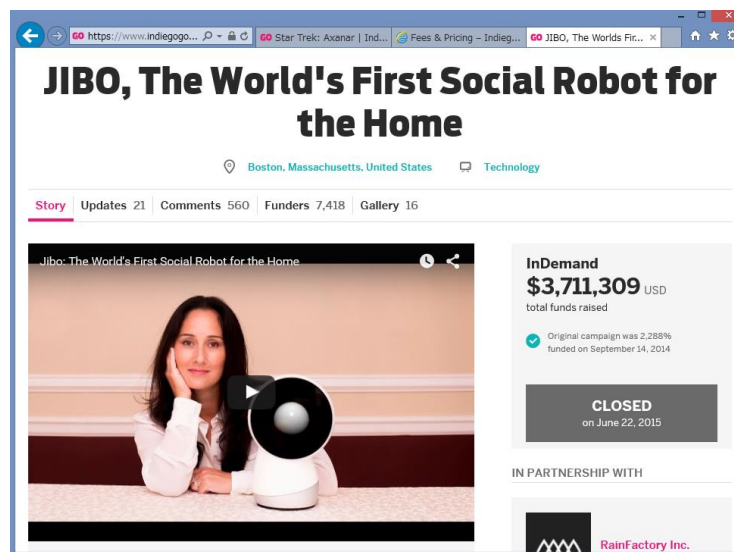 GO https://www.indiegogo...
GO Star Trek: Axanar | Ind...
Fees & Pricing – Indieg...
GO JIBO, The Worlds Fir...
JIBO, The World's First Social Robot for
the Home
Boston, Massachusetts, United States
Technology
Story Updates 21 Comments 560 Funders 7,418 Gallery 16
Jibo: The World's First Social Robot for the Home
InDemand
$3,711,309 USD
total funds raised
Original campaign was 2,288%
funded on September 14, 2014
CLOSED
on June 22, 2015
IN PARTNERSHIP WITH
RainFactory Inc.